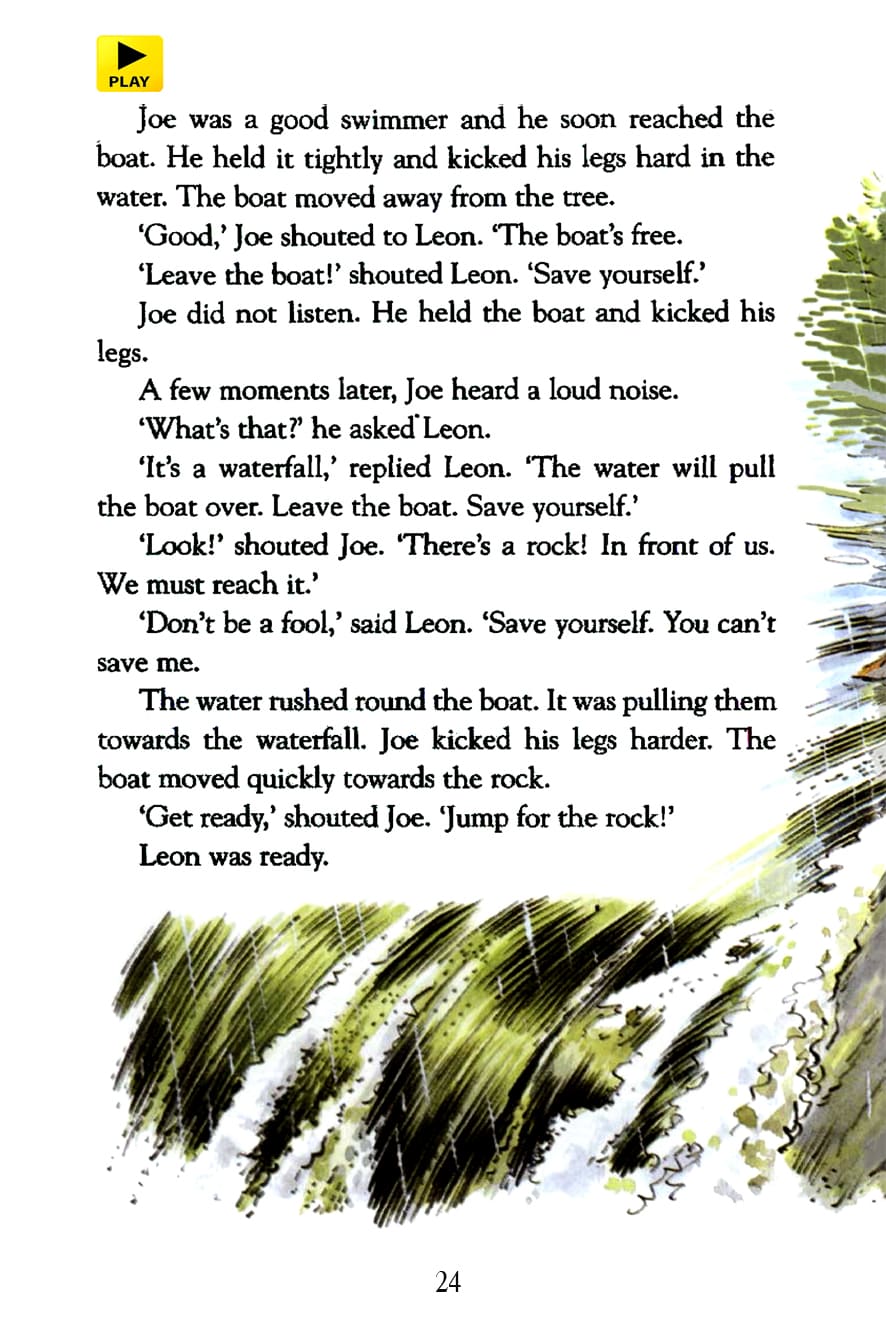 PLAY
Joe was a good swimmer and he soon reached the
boat. He held it tightly and kicked his legs hard in the
water. The boat moved away from the tree.
‘Good,’ Joe shouted to Leon. ‘The boat’s free.
‘Leave the boat!’ shouted Leon. ‘Save yourself.’
Joe did not listen. He held the boat and kicked his
legs.
A few moments later, Joe heard a loud noise.
‘What’s that?’ he asked Leon.
‘It’s a waterfall,’ replied Leon. ‘The water will pull
the boat over. Leave the boat. Save yourself.’
‘Look!’ shouted Joe. ‘There’s a rock! In front of us.
We must reach it.’
‘Don’t be a fool,’ said Leon. ‘Save yourself. You can’t
save me.
The water rushed round the boat. It was pulling them
towards the waterfall. Joe kicked his legs harder. The
boat moved quickly towards the rock.
‘Get ready,’ shouted Joe. ‘Jump for the rock!’
Leon was ready.
24